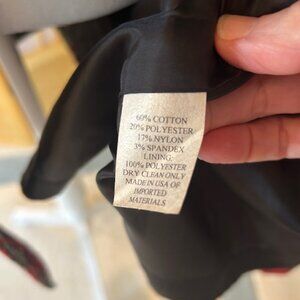 60% COTTON
20% POLYESTER
17% NYLON
3% SPANDEX
LINING:
100% POLYESTER
DRY CLEAN ONLY
MADE IN USA OF
IMPORTED
MATERIALS